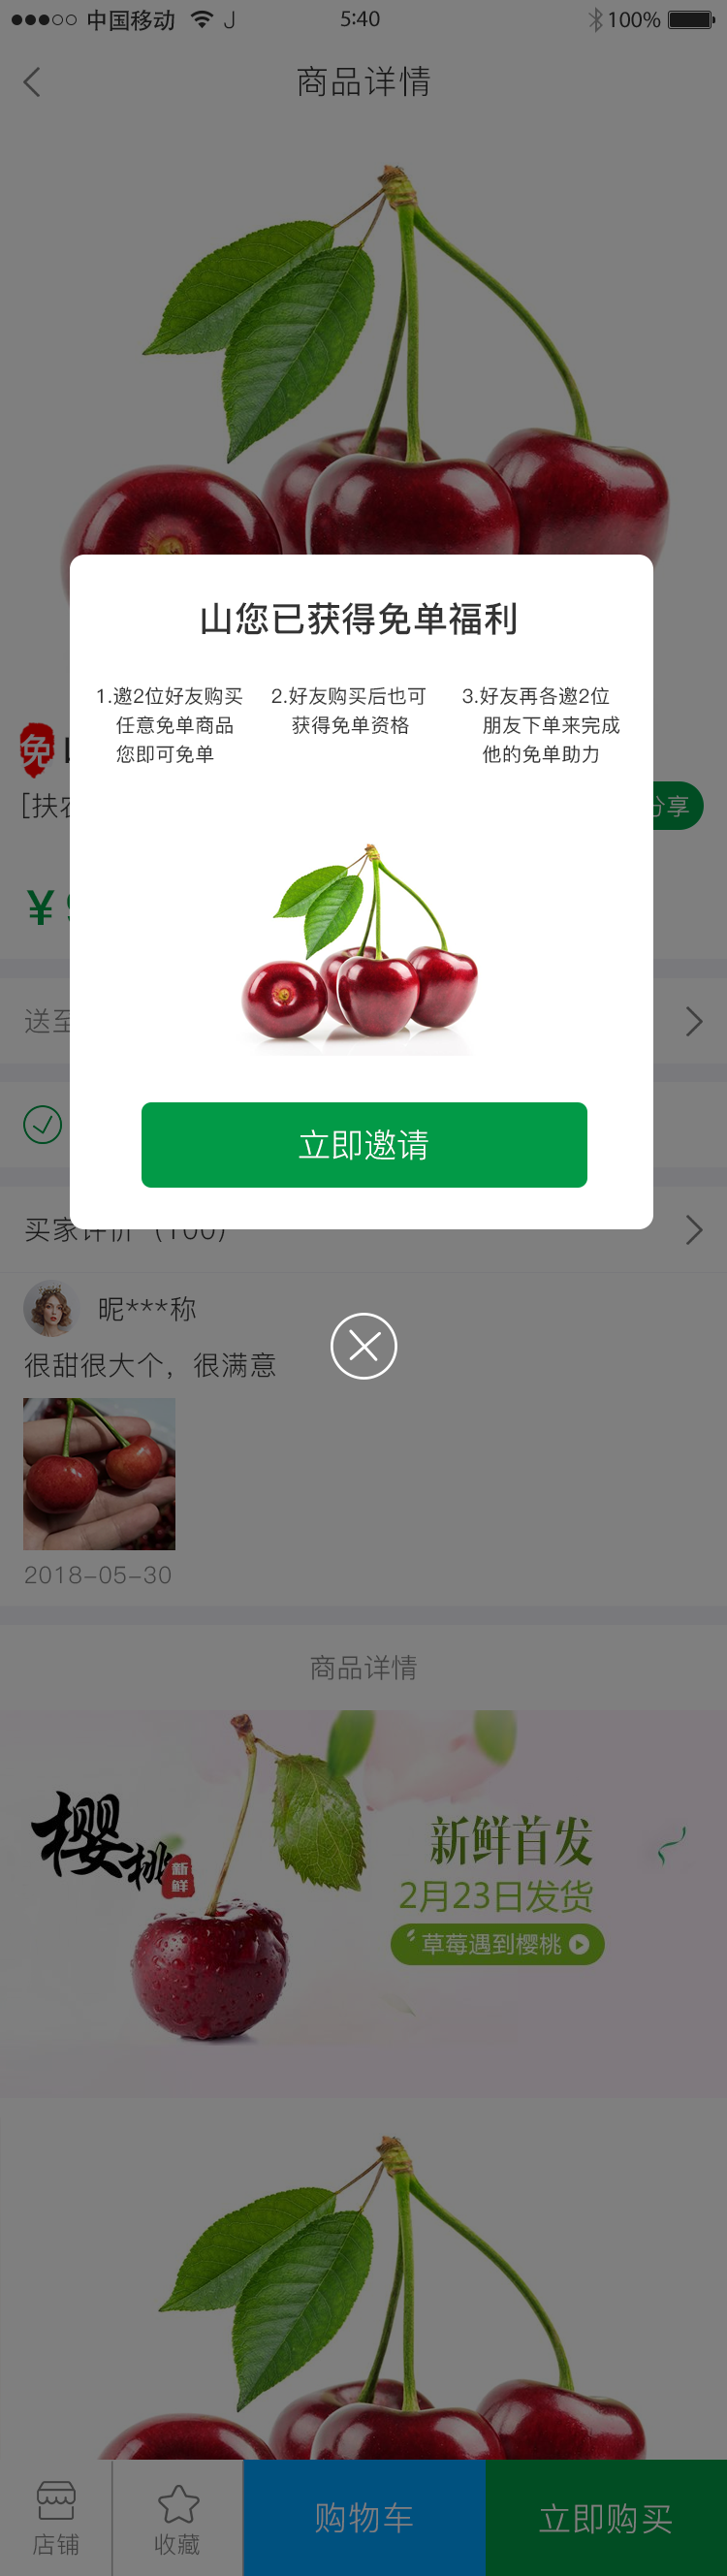 中国移动
5:40
100%
商品详情
山您已获得免单福利
1.邀2位好友购买
任意免单商品
您即可免单
2.好友购买后也可
获得免单资格
3.好友再各邀2位
朋友下单来完成
他的免单助力
免
[扶农
分享
¥
送至
立即邀请
买家评价（100）
昵***称
很甜很大个，很满意
2018-05-30
商品详情
樱桃
新鲜
新鲜首发
2月23日发货
草莓遇到樱桃
店铺
收藏
购物车
立即购买